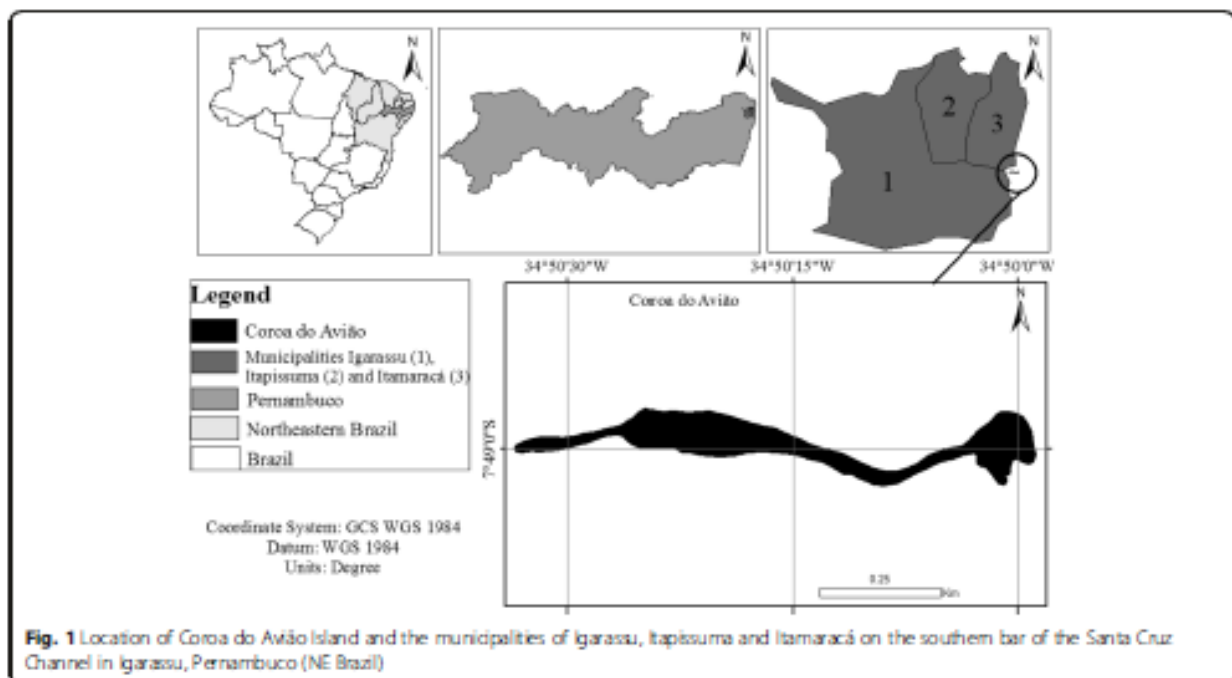 N
N
N
1
2
3
34°50'30"W
34°50'15"W
34°50'0"W
Legend
Coroa do Avião
Municipalities Igarassu (1),
Itapissuma (2) and Itamaracá (3)
Pernambuco
Northeastern Brazil
Brazil
Coordinate System: GCS WGS 1984
Datum: WGS 1984
Units: Degree
Coroa do Avião
N
7°49'0"S
0.25
Km
Fig. 1 Location of Coroa do Avião Island and the municipalities of Igarassu, Itapissuma and Itamaracá on the southern bar of the Santa Cruz
Channel in Igarassu, Pernambuco (NE Brazil)